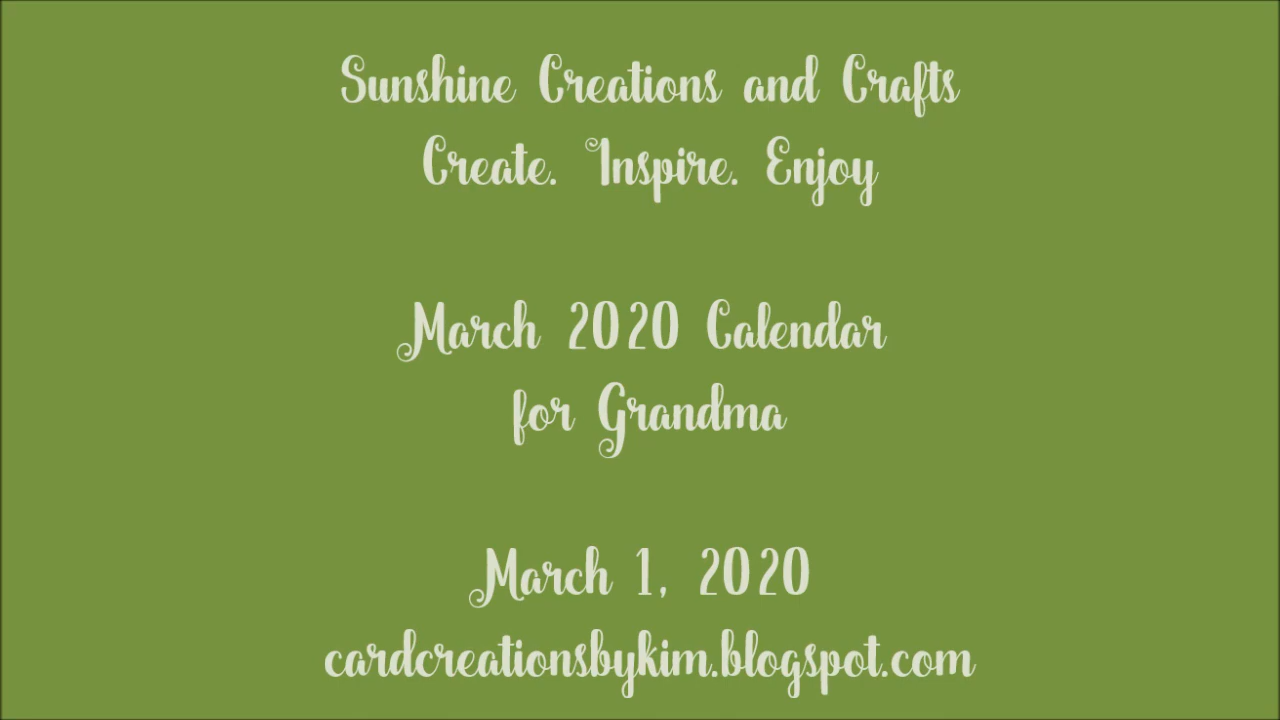 Sunshine Creations and Crafts
Create. Inspire. Enjoy
March 2020 Calendar
for Grandma
March 1, 2020
cardcreationsbykim.blogspot.com